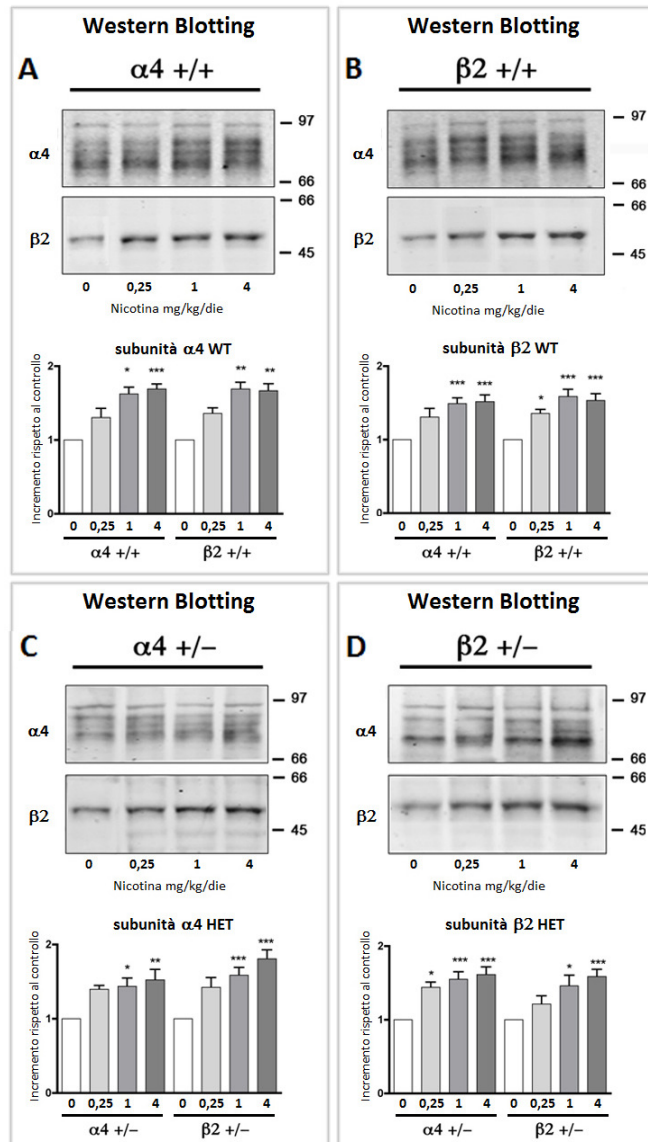 Western Blotting
A
α4 +/+
α4
97
66
β2
66
45
0 0,25 1 4
Nicotina mg/kg/die
subunità α4 WT
Incremento rispetto al controllo
2
1
0
* *** ** **
0 0,25 1 4 0 0,25 1 4
α4 +/+ β2 +/+
Western Blotting
B
β2 +/+
α4
97
66
β2
66
45
0 0,25 1 4
Nicotina mg/kg/die
subunità β2 WT
Incremento rispetto al controllo
2
1
0
*** *** * *** ***
0 0,25 1 4 0 0,25 1 4
α4 +/+ β2 +/+
Western Blotting
C
α4 +/−
α4
97
66
β2
66
45
0 0,25 1 4
Nicotina mg/kg/die
subunità α4 HET
Incremento rispetto al controllo
2
1
0
* ** *** ***
0 0,25 1 4 0 0,25 1 4
α4 +/− β2 +/−
Western Blotting
D
β2 +/−
α4
97
66
β2
66
45
0 0,25 1 4
Nicotina mg/kg/die
subunità β2 HET
Incremento rispetto al controllo
2
1
0
* *** *** * ***
0 0,25 1 4 0 0,25 1 4
α4 +/− β2 +/−